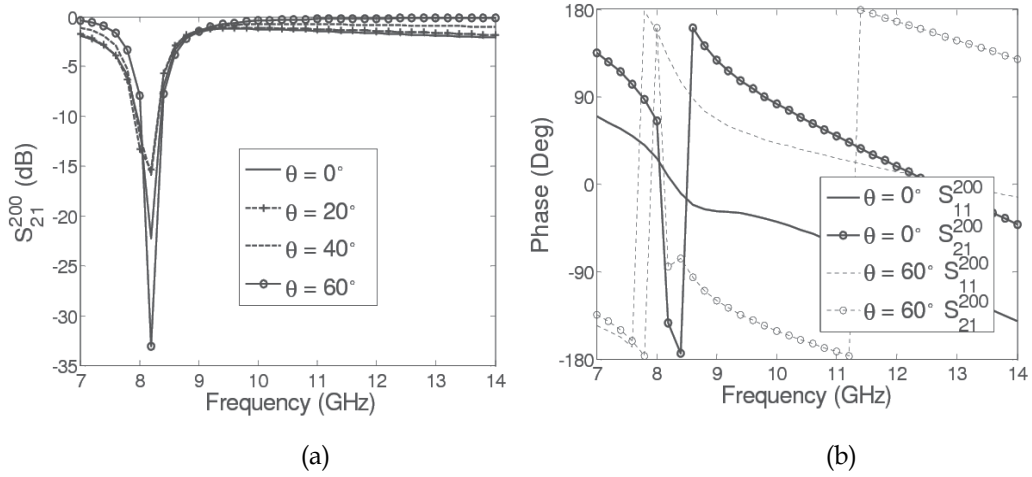 0
-5
-10
-15
-20
-25
-30
-35
7 8 9 10 11 12 13 14
S₂₁²⁰⁰ (dB)
Frequency (GHz)
θ = 0°
θ = 20°
θ = 40°
θ = 60°
(a)
180
90
0
-90
-180
7 8 9 10 11 12 13 14
Phase (Deg)
Frequency (GHz)
θ = 0° S₁₁²⁰⁰
θ = 0° S₂₁²⁰⁰
θ = 60° S₁₁²⁰⁰
θ = 60° S₂₁²⁰⁰
(b)